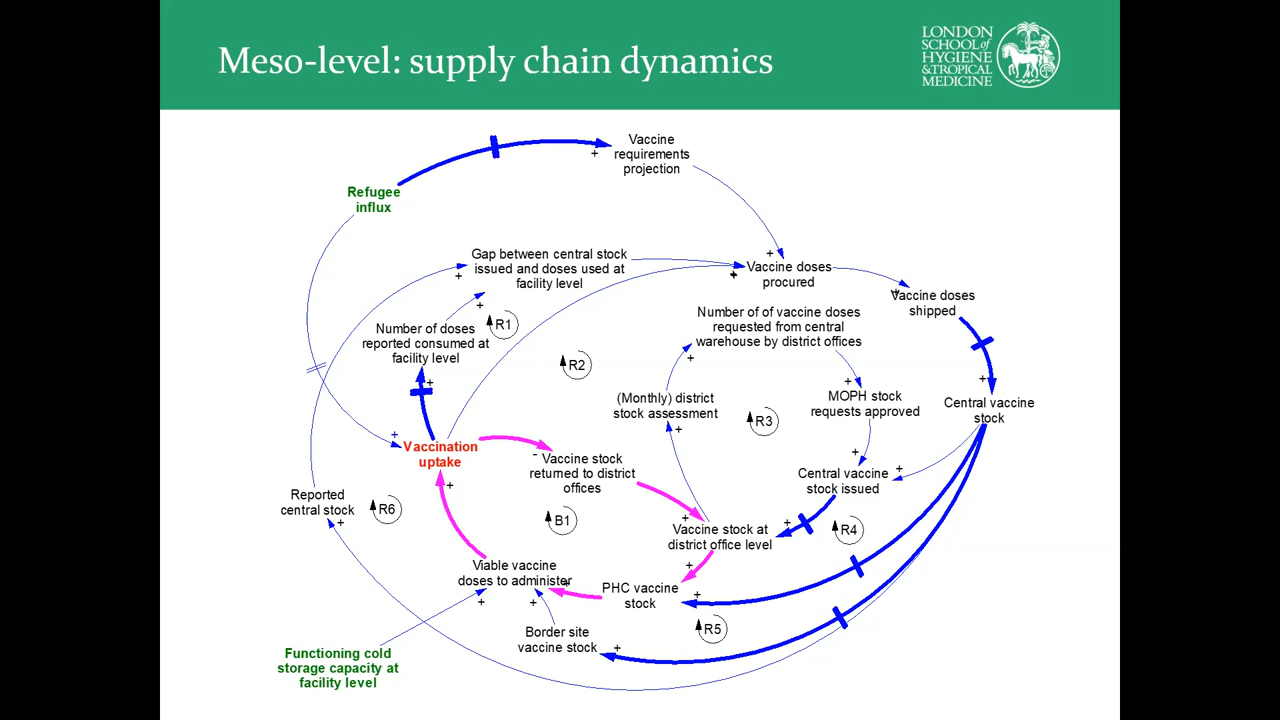 Meso-level: supply chain dynamics
LONDON
SCHOOL of
HYGIENE
& TROPICAL
MEDICINE
Vaccine
requirements
projection
+
Refugee
influx
Gap between central stock
issued and doses used at
facility level
+
+
Vaccine doses
procured
+
+
Vaccine doses
shipped
+
Number of of vaccine doses
requested from central
warehouse by district offices
+
R1
Number of doses
reported consumed at
facility level
+
R2
(Monthly) district
stock assessment
+
R3
MOPH stock
requests approved
+
Central vaccine
stock
+
Vaccination
uptake
+
+
Vaccine stock
returned to district
offices
-
Central vaccine
stock issued
+
+
Reported
central stock
+
R6
B1
Vaccine stock at
district office level
+
+
R4
Viable vaccine
doses to administer
+
+
+
PHC vaccine
stock
+
+
R5
Border site
vaccine stock
+
Functioning cold
storage capacity at
facility level